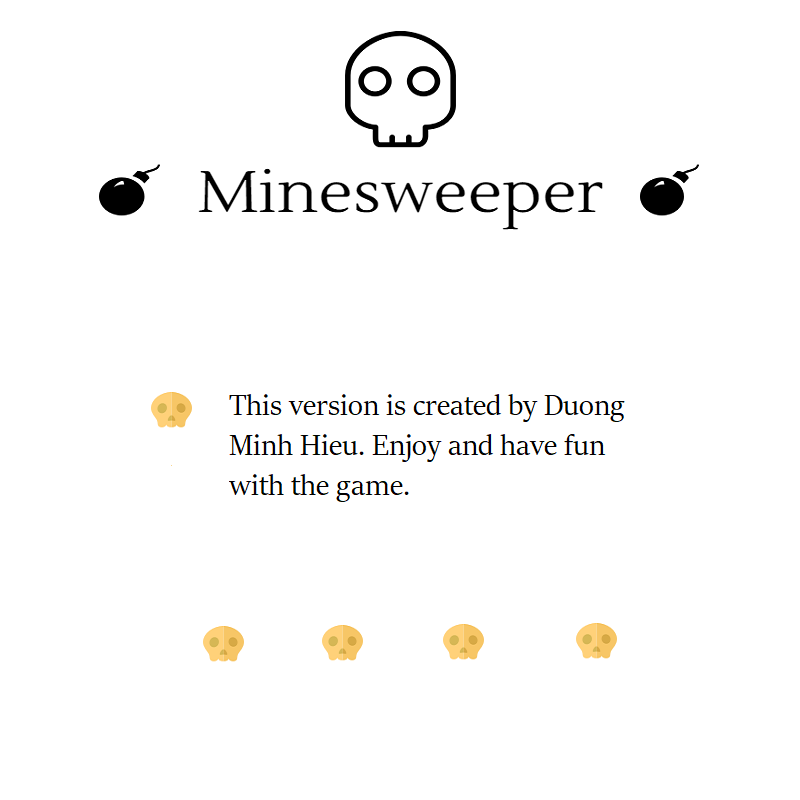 Minesweeper
This version is created by Duong
Minh Hieu. Enjoy and have fun
with the game.